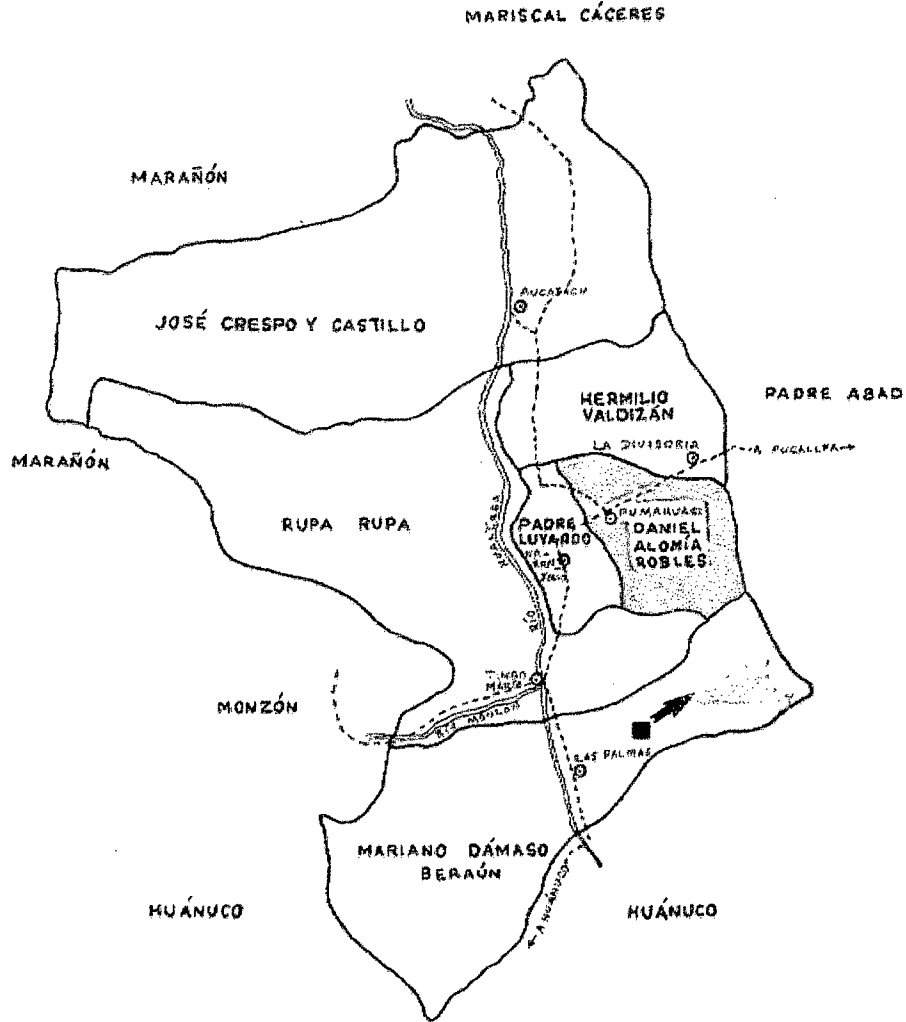 MARISCAL CÁCERES
MARAÑÓN
AUCAYACU
JOSÉ CRESPO Y CASTILLO
HERMILIO
VALDIZÁN
PADRE ABAD
LA DIVISORIA
A PUCALLPA
MARAÑÓN
RUPA RUPA
PADRE
LUYANDO
PUMAHUASI
DANIEL
ALOMÍA
ROBLES
NA-
RAN-
RÍO HUALLAGA
TINGO
MARÍA
MONZÓN
RÍO MONZÓN
LAS PALMAS
MARIANO DÁMASO
BERAÚN
A HUÁNUCO
HUÁNUCO
HUÁNUCO